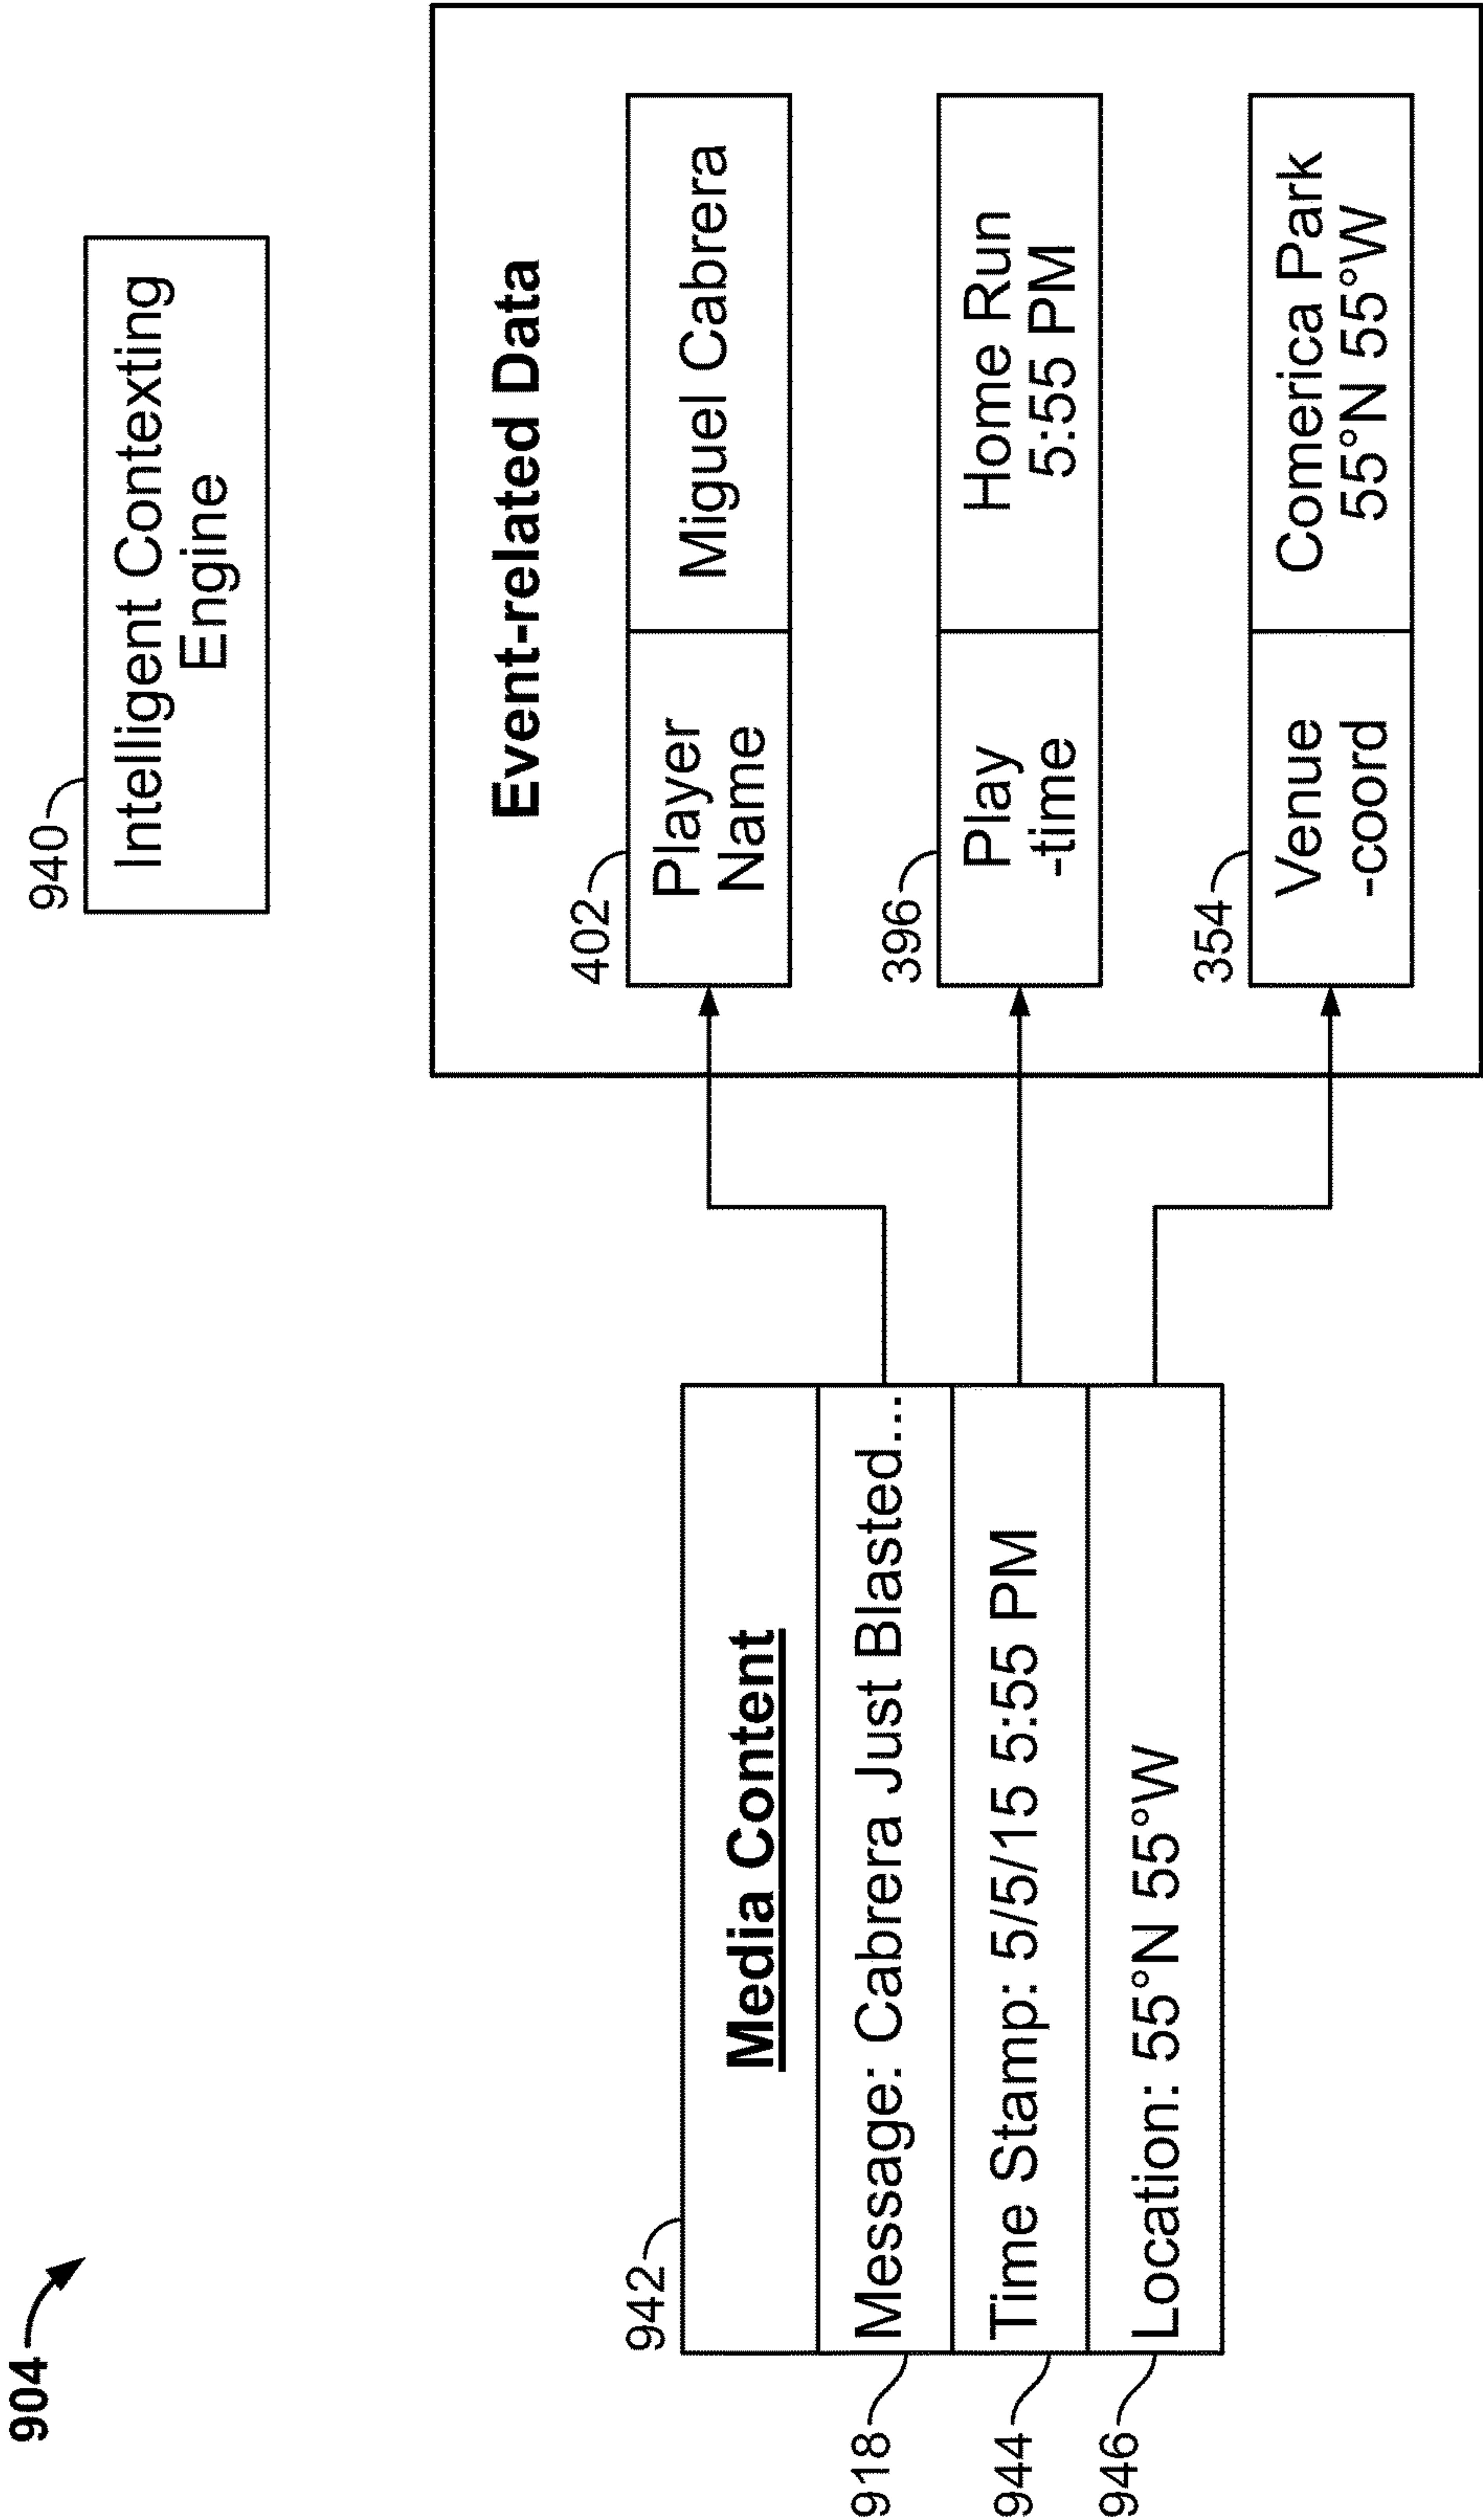 904
940
Intelligent Contexting
Engine
942
Media Content
918
Message: Cabrera Just Blasted...
944
Time Stamp: 5/5/15 5:55 PM
946
Location: 55°N 55°W
Event-related Data
402
Player
Name
Miguel Cabrera
396
Play
-time
Home Run
5:55 PM
354
Venue
-coord
Comerica Park
55°N 55°W